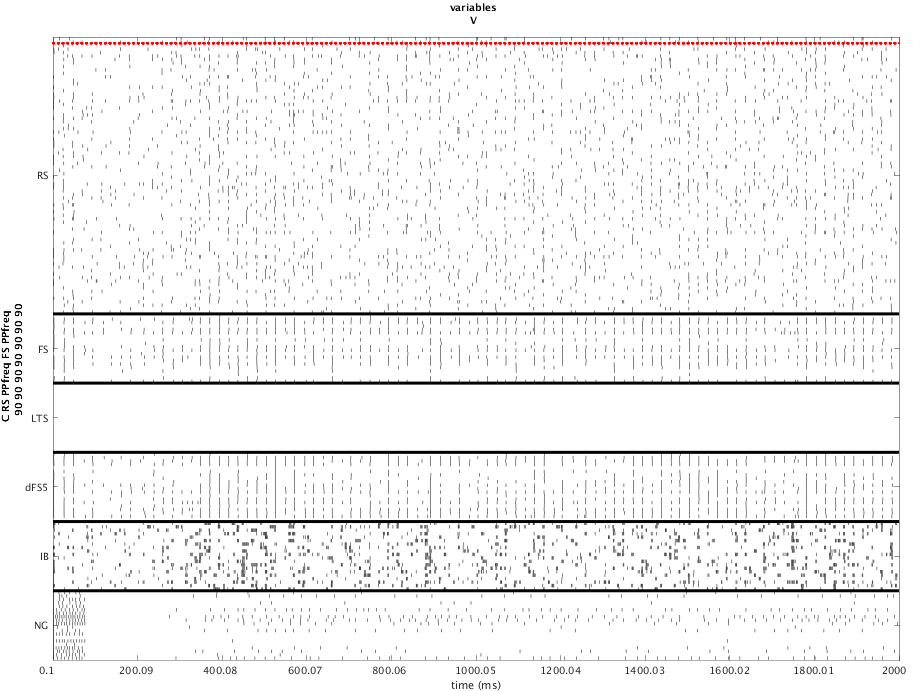 variables
V
C RS PPfreq FS PPfreq
90 90 90 90 90 90 90
RS
FS
LTS
dFS5
IB
NG
0.1 200.09 400.08 600.07 800.06 1000.05 1200.04 1400.03 1600.02 1800.01 2000
time (ms)